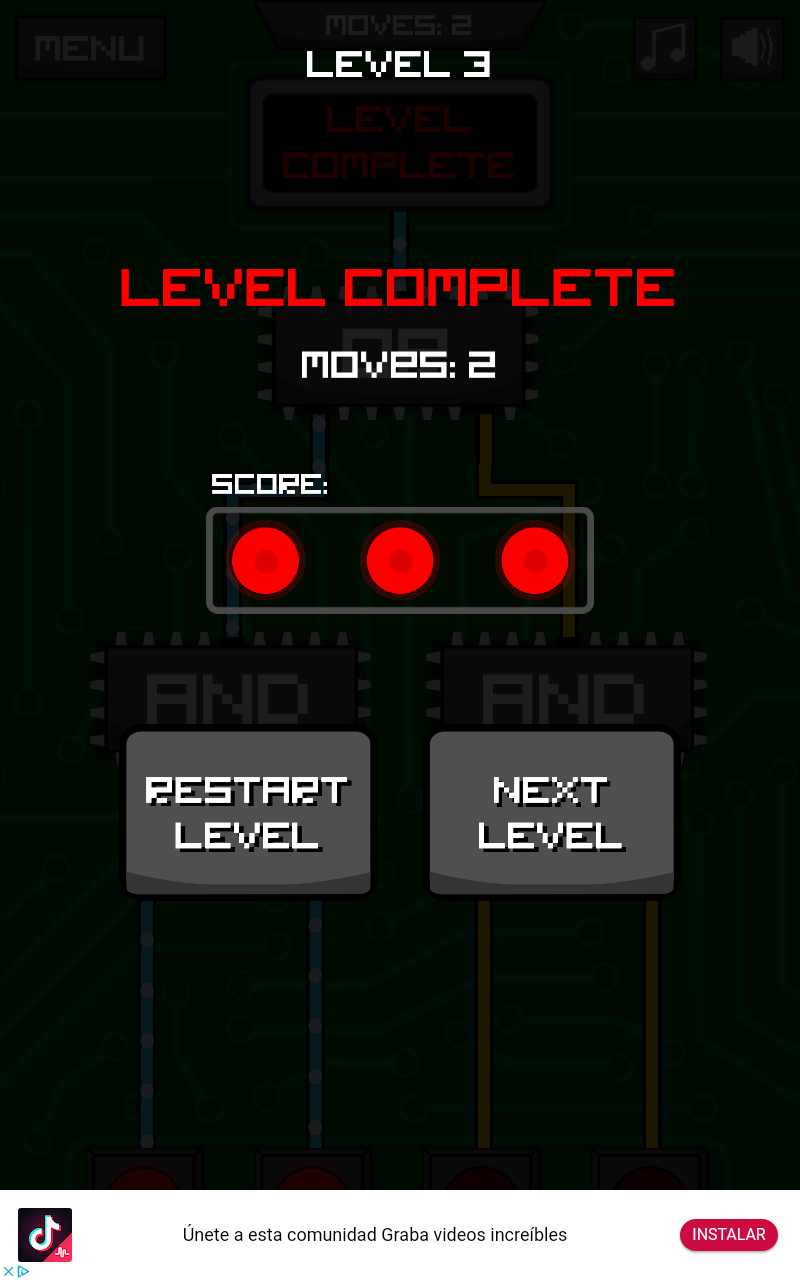 MENU
MOVES: 2
LEVEL 3
LEVEL
COMPLETE
LEVEL COMPLETE
OR
MOVES: 2
SCORE:
AND
AND
RESTART
LEVEL
NEXT
LEVEL
Únete a esta comunidad Graba videos increíbles
INSTALAR